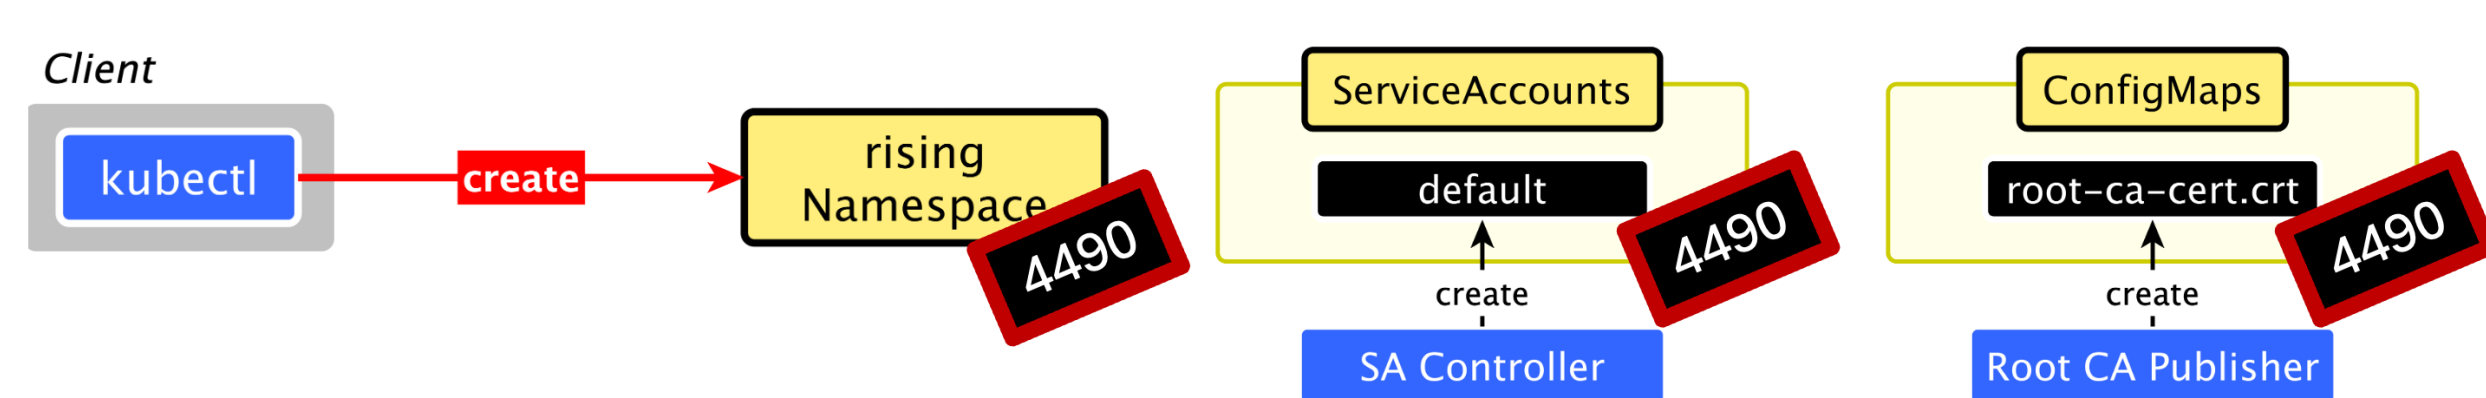 Client
kubectl
create
rising
Namespace
4490
ServiceAccounts
default
4490
create
SA Controller
ConfigMaps
root-ca-cert.crt
4490
create
Root CA Publisher